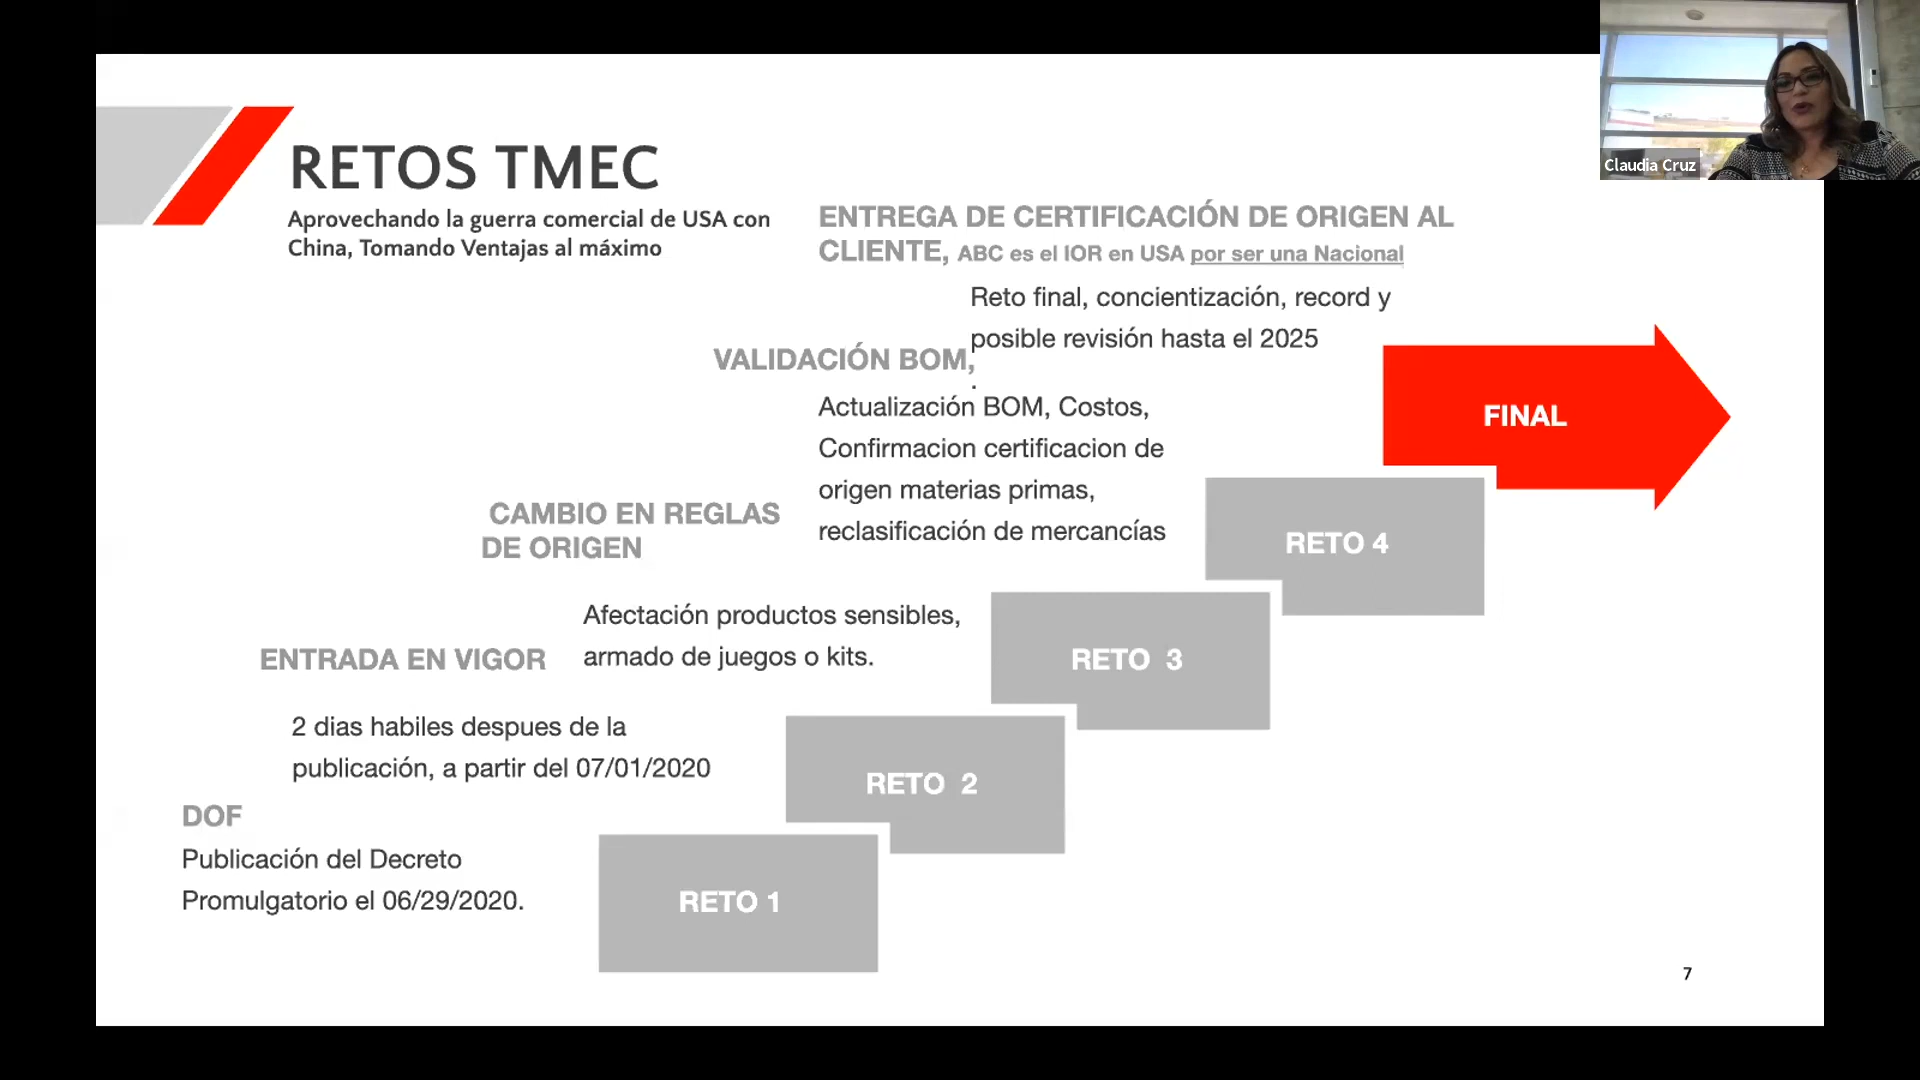 Claudia Cruz
RETOS TMEC
Aprovechando la guerra comercial de USA con
China, Tomando Ventajas al máximo
ENTREGA DE CERTIFICACIÓN DE ORIGEN AL
CLIENTE, ABC es el IOR en USA por ser una Nacional
Reto final, concientización, record y
posible revisión hasta el 2025
.
VALIDACIÓN BOM,
Actualización BOM, Costos,
Confirmacion certificacion de
origen materias primas,
reclasificación de mercancías
CAMBIO EN REGLAS
DE ORIGEN
Afectación productos sensibles,
armado de juegos o kits.
ENTRADA EN VIGOR
2 dias habiles despues de la
publicación, a partir del 07/01/2020
DOF
Publicación del Decreto
Promulgatorio el 06/29/2020.
FINAL
RETO 4
RETO 3
RETO 2
RETO 1
7